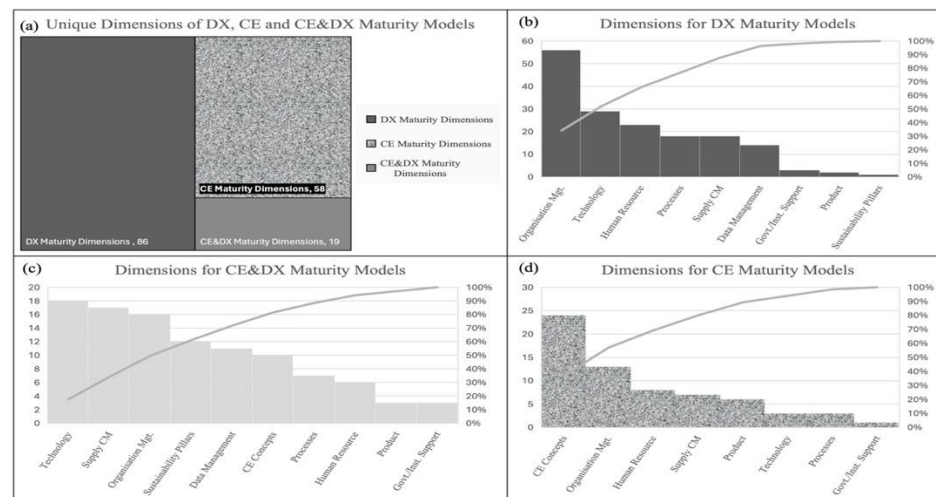 (a) Unique Dimensions of DX, CE and CE&DX Maturity Models
DX Maturity Dimensions
CE Maturity Dimensions
CE&DX Maturity
Dimensions
CE Maturity Dimensions, 58
DX Maturity Dimensions , 86
CE&DX Maturity Dimensions, 19
(b) Dimensions for DX Maturity Models
60
50
40
30
20
10
0
100%
90%
80%
70%
60%
50%
40%
30%
20%
10%
0%
Organisation Mgt.
Technology
Human Resource
Processes
Supply CM
Data Management
Govt./Inst. Support
Product
Sustainability Pillars
(c) Dimensions for CE&DX Maturity Models
20
18
16
14
12
10
8
6
4
2
0
100%
90%
80%
70%
60%
50%
40%
30%
20%
10%
0%
Technology
Supply CM
Organisation Mgt.
Sustainability Pillars
Data Management
CE Concepts
Processes
Human Resource
Product
Govt./Inst. Support
(d) Dimensions for CE Maturity Models
30
25
20
15
10
5
0
100%
90%
80%
70%
60%
50%
40%
30%
20%
10%
0%
CE Concepts
Organisation Mgt.
Human Resource
Supply CM
Product
Technology
Processes
Govt./Inst. Support